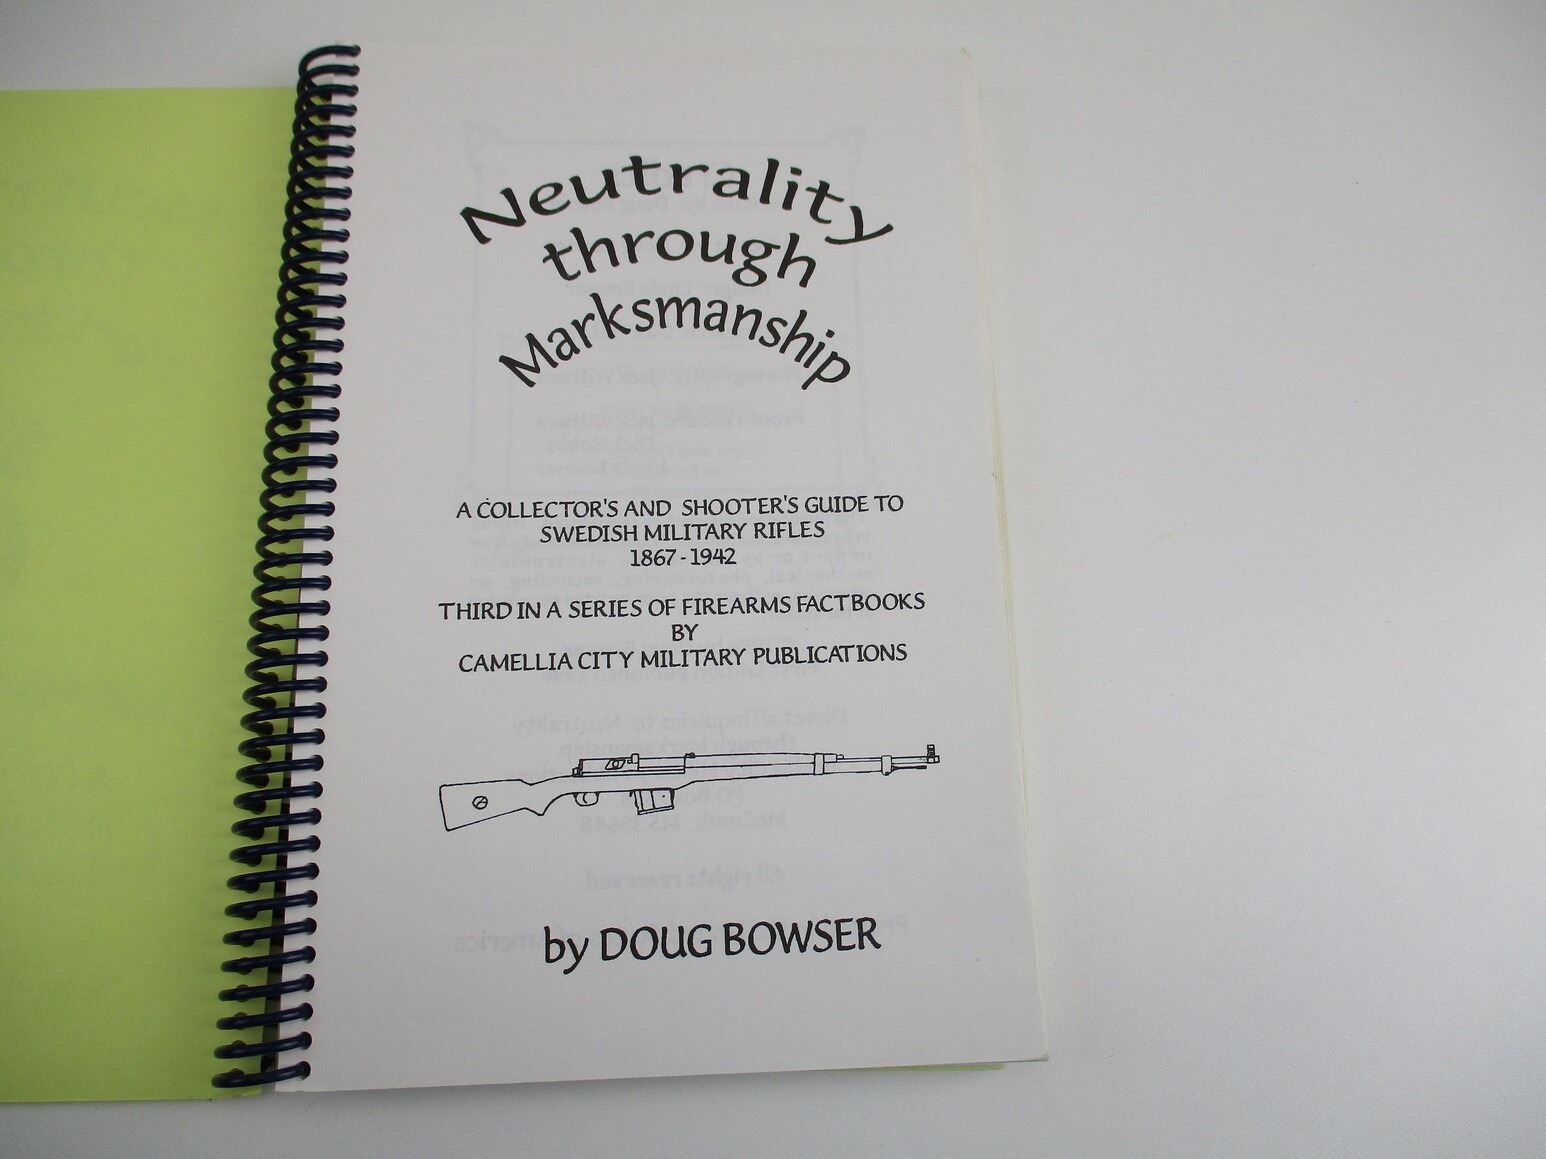 Neutrality
through
Marksmanship
A COLLECTOR'S AND SHOOTER'S GUIDE TO
SWEDISH MILITARY RIFLES
1867-1942
THIRD IN A SERIES OF FIREARMS FACTBOOKS
BY
CAMELLIA CITY MILITARY PUBLICATIONS
by DOUG BOWSER